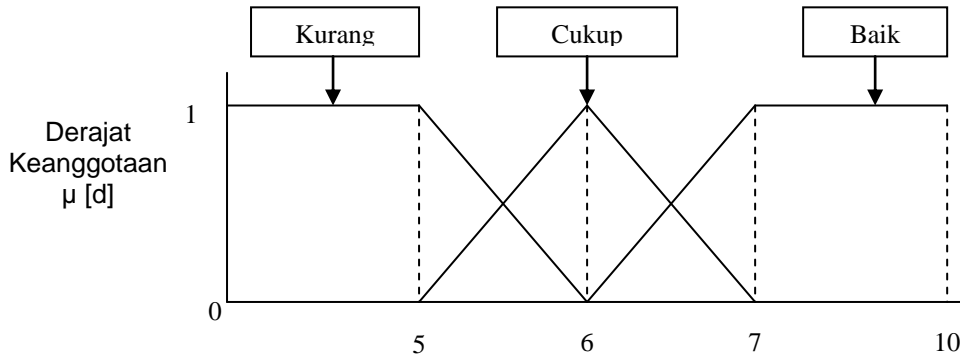 Kurang
Cukup
Baik
1
Derajat
Keanggotaan
µ [d]
0
5
6
7
10